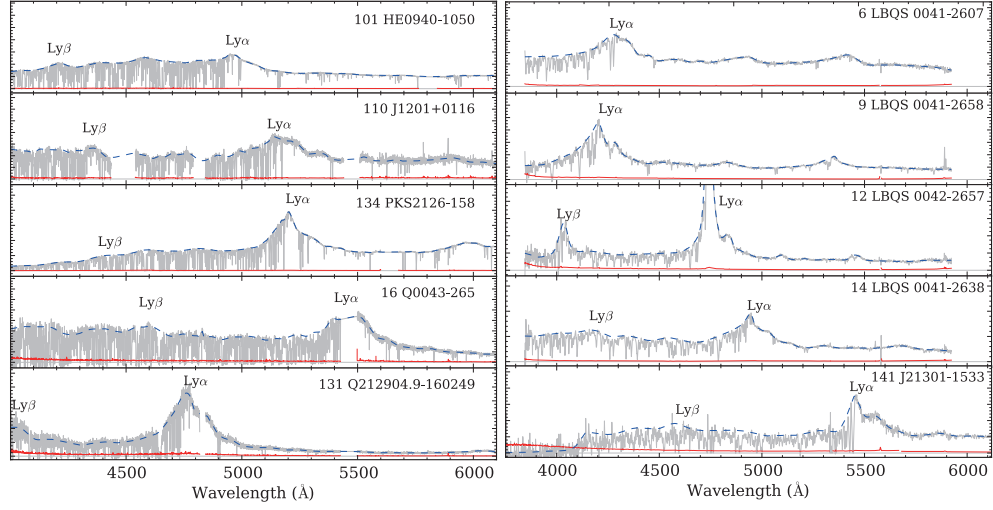 101 HE0940-1050
Lyβ
Lyα
110 J1201+0116
Lyβ
Lyα
134 PKS2126-158
Lyβ
Lyα
16 Q0043-265
Lyβ
Lyα
131 Q212904.9-160249
Lyβ
Lyα
4500 5000 5500 6000
Wavelength (Å)
6 LBQS 0041-2607
Lyα
9 LBQS 0041-2658
Lyα
12 LBQS 0042-2657
Lyβ
Lyα
14 LBQS 0041-2638
Lyβ
Lyα
141 J21301-1533
Lyβ
Lyα
4000 4500 5000 5500 6000
Wavelength (Å)